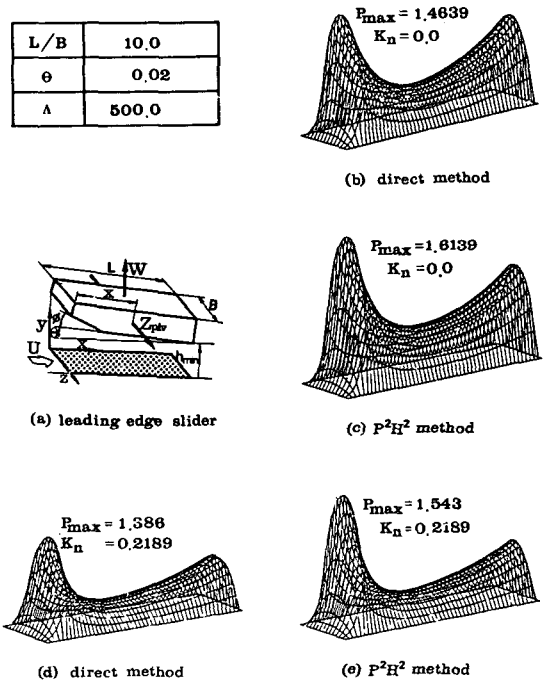 L/B 10.0
θ 0.02
Λ 500.0
Pmax = 1.4639
Kn = 0.0
(b) direct method
L W
X
B
y
Zpiv
U
X
hmin
z
(a) leading edge slider
Pmax = 1.6139
Kn = 0.0
(c) P²H² method
Pmax = 1.386
Kn = 0.2189
(d) direct method
Pmax = 1.543
Kn = 0.2189
(e) P²H² method